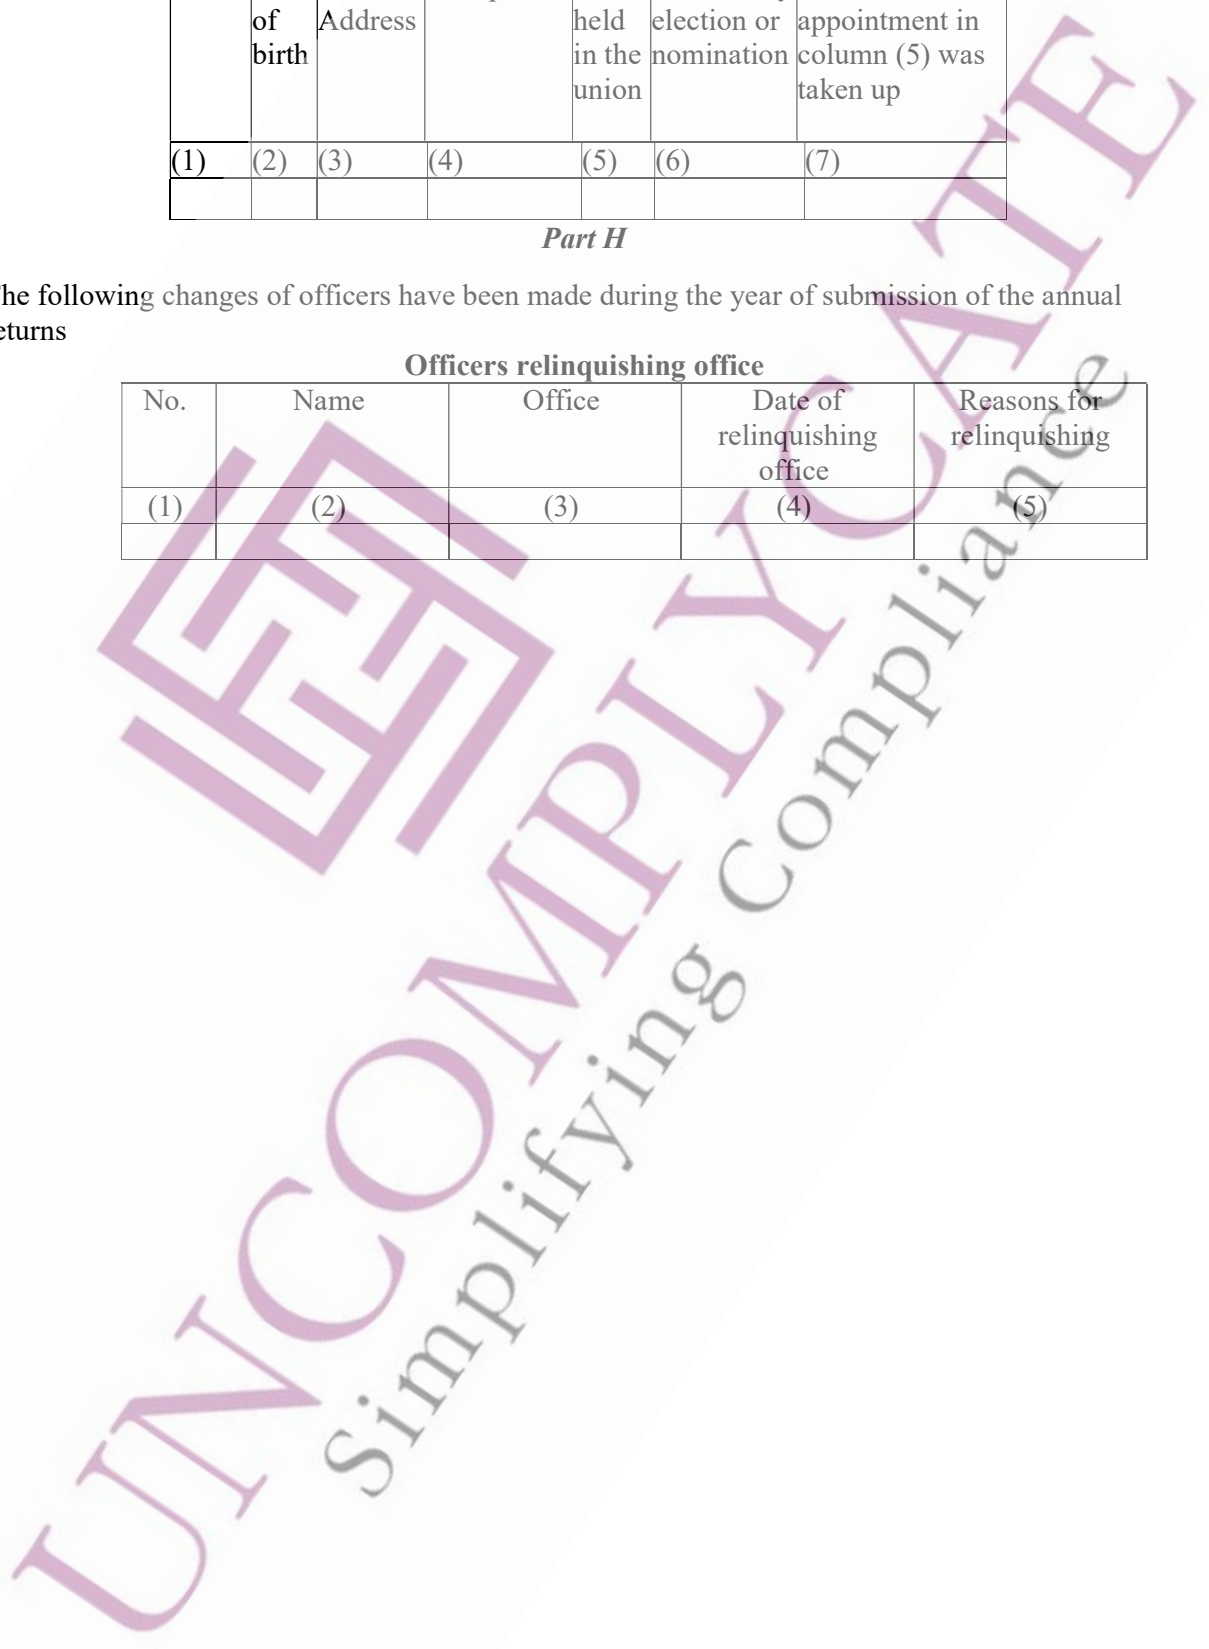 of Address held election or appointment in
birth in the nomination column (5) was
union taken up
(1) (2) (3) (4) (5) (6) (7)
Part H
he following changes of officers have been made during the year of submission of the annual
eturns
Officers relinquishing office
No. Name Office Date of Reasons for
relinquishing relinquishing
office
(1) (2) (3) (4) (5)
UNCOMPLYCATE
Simplifying Compliance